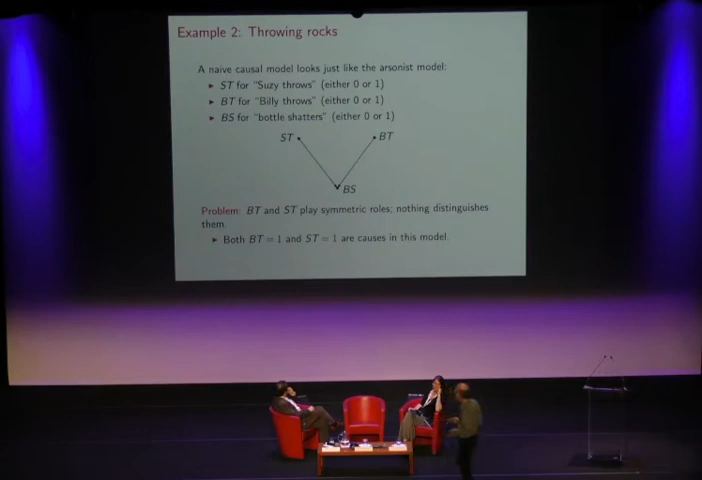 Example 2: Throwing rocks
A naive causal model looks just like the arsonist model:
▶ ST for "Suzy throws" (either 0 or 1)
▶ BT for "Billy throws" (either 0 or 1)
▶ BS for "bottle shatters" (either 0 or 1)
ST BT
BS
Problem: BT and ST play symmetric roles; nothing distinguishes
them.
▶ Both BT = 1 and ST = 1 are causes in this model.